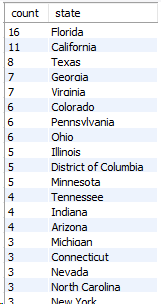 count state
16 Florida
11 California
8 Texas
7 Georgia
7 Virginia
6 Colorado
6 Pennsylvania
6 Ohio
5 Illinois
5 District of Columbia
5 Minnesota
4 Tennessee
4 Indiana
4 Arizona
3 Michigan
3 Connecticut
3 Nevada
3 North Carolina
3 New York